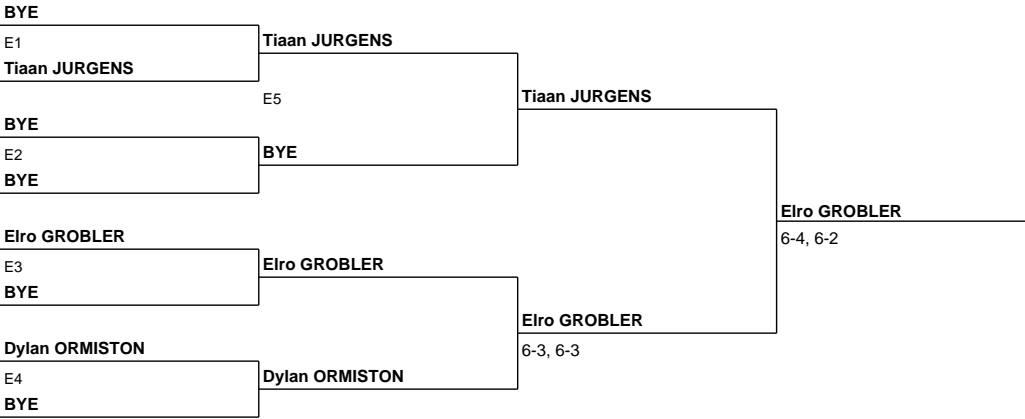 BYE
E1
Tiaan JURGENS
Tiaan JURGENS
E5
BYE
E2
BYE
BYE
Tiaan JURGENS
Elro GROBLER
E3
BYE
Elro GROBLER
Dylan ORMISTON
E4
BYE
Dylan ORMISTON
Elro GROBLER
6-3, 6-3
Elro GROBLER
6-4, 6-2